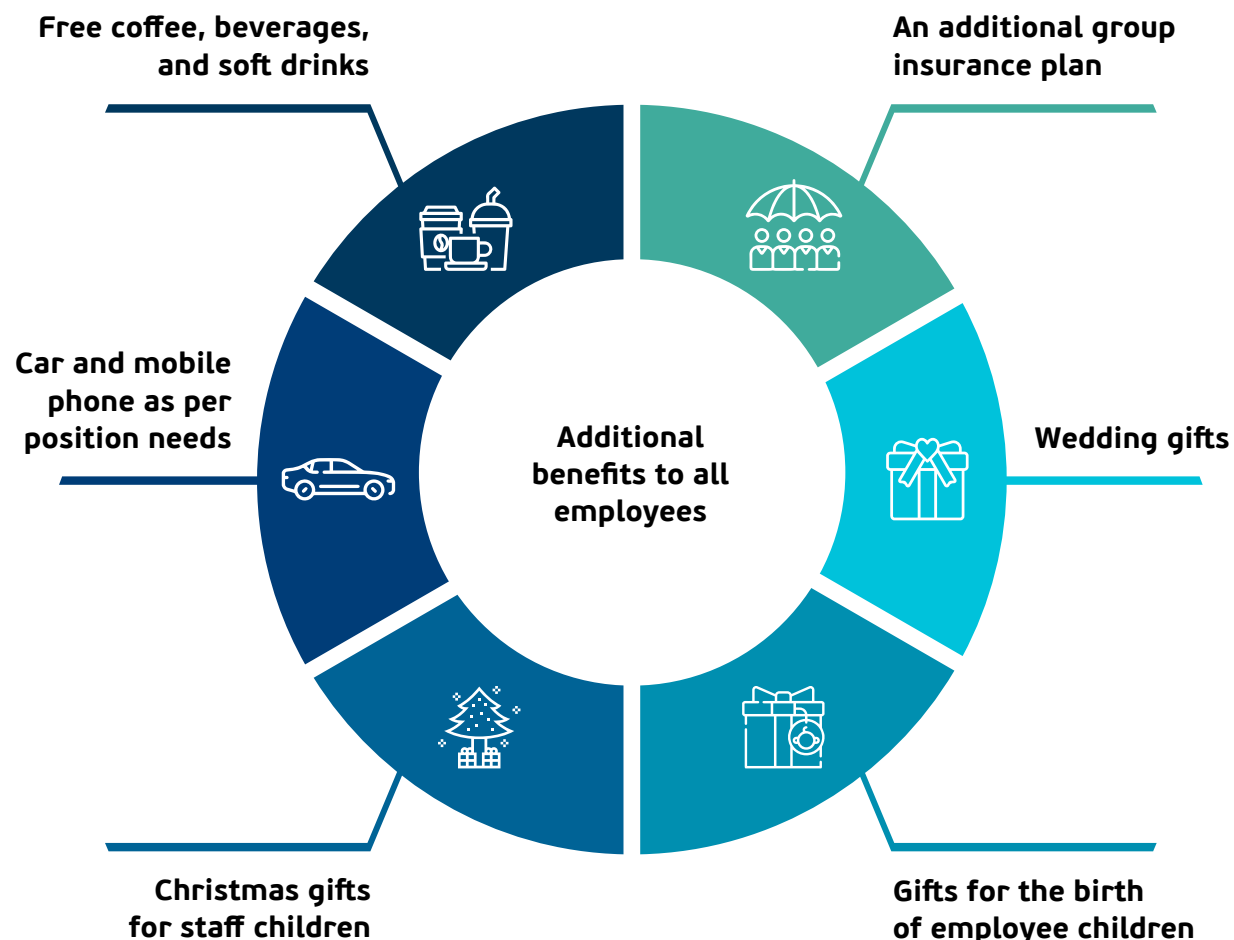 Free coffee, beverages,
and soft drinks
An additional group
insurance plan
Car and mobile
phone as per
position needs
Additional
benefits to all
employees
Wedding gifts
Christmas gifts
for staff children
Gifts for the birth
of employee children